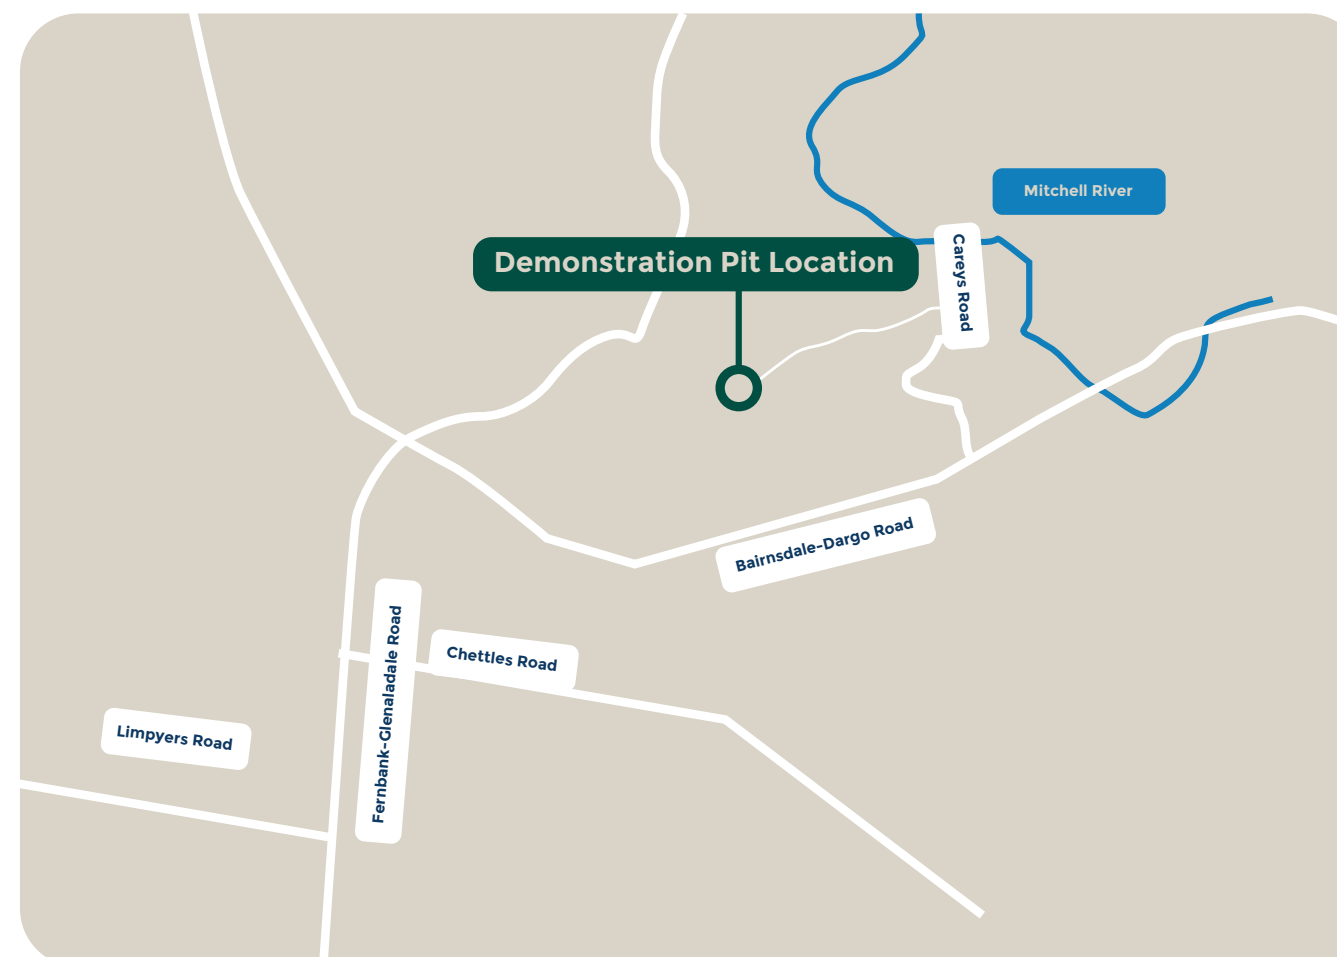 Mitchell River
Demonstration Pit Location
Careys Road
Bairnsdale-Dargo Road
Fernbank-Glenaladale Road
Chettles Road
Limpyers Road